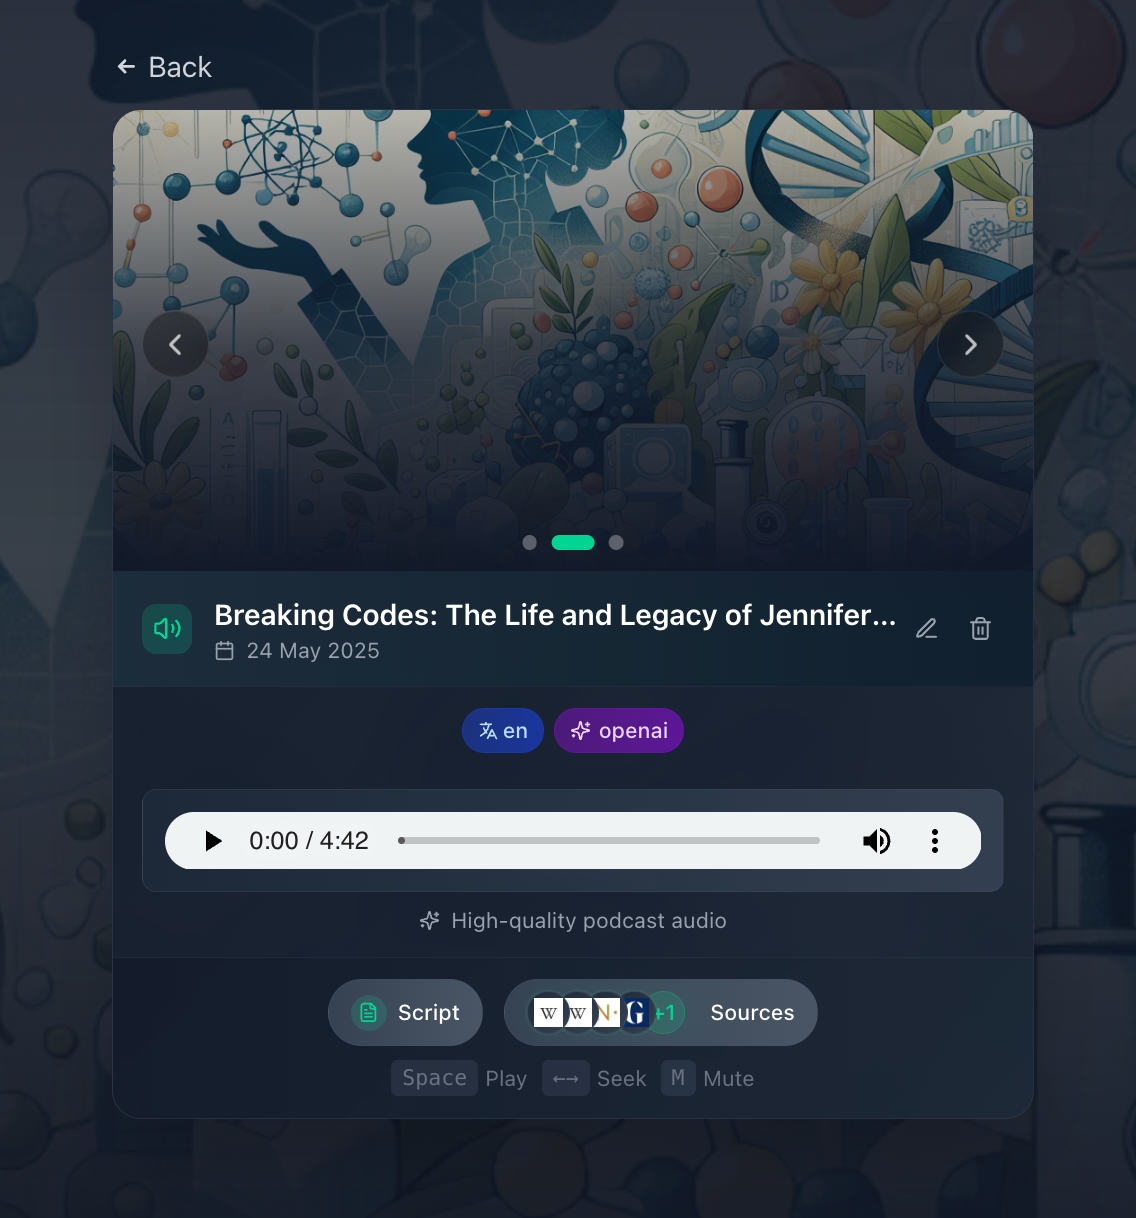 ← Back
Breaking Codes: The Life and Legacy of Jennifer...
24 May 2025
en
openai
0:00 / 4:42
High-quality podcast audio
Script
W W N G +1 Sources
Space Play ←→ Seek M Mute